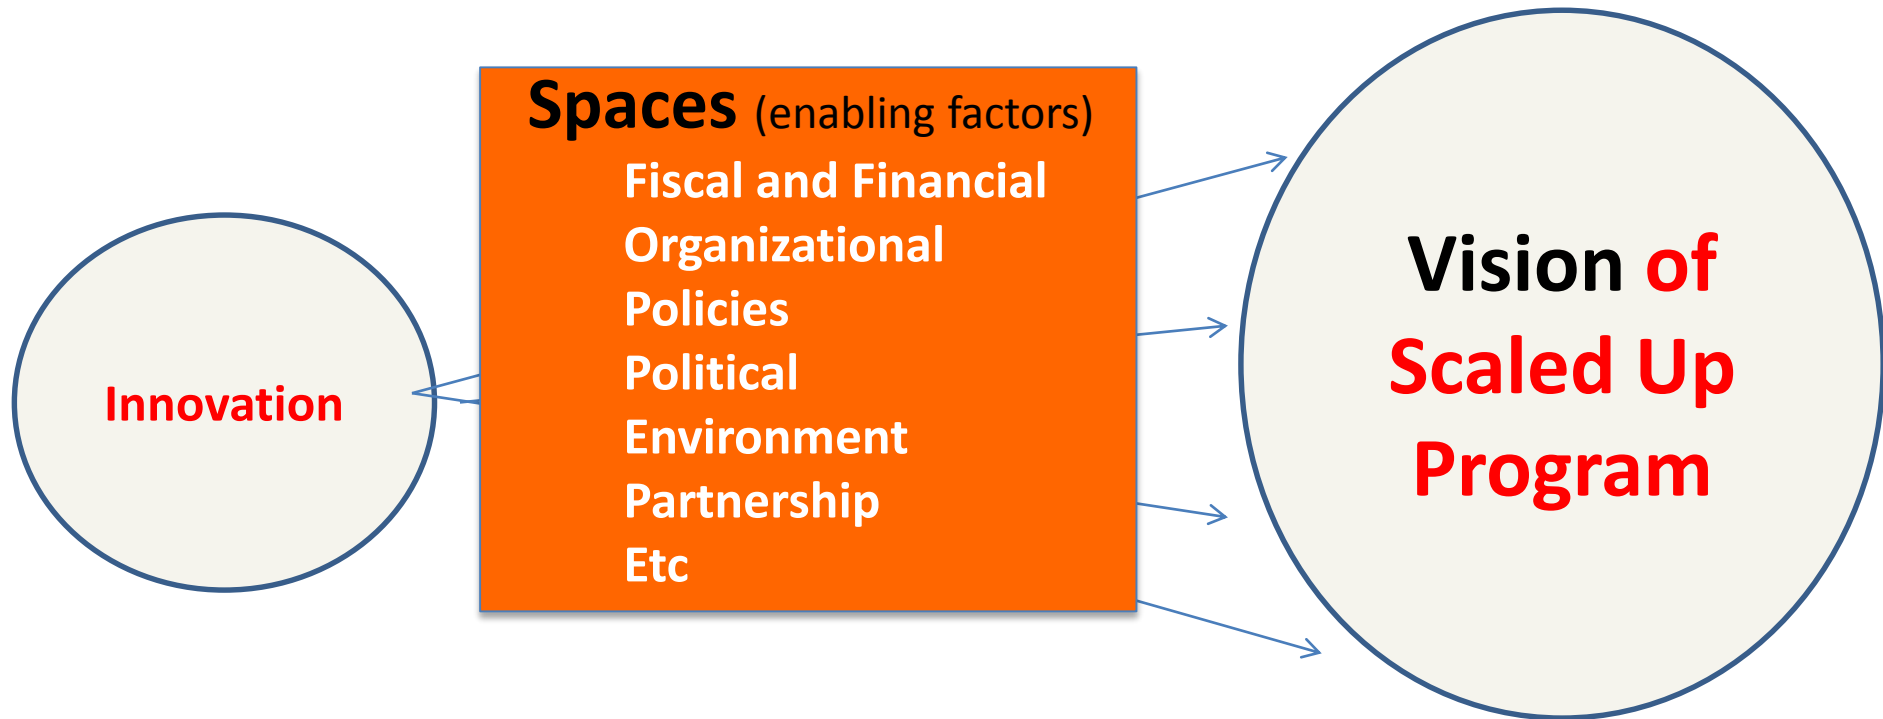 Innovation
Spaces (enabling factors)
Fiscal and Financial
Organizational
Policies
Political
Environment
Partnership
Etc
Vision of
Scaled Up
Program